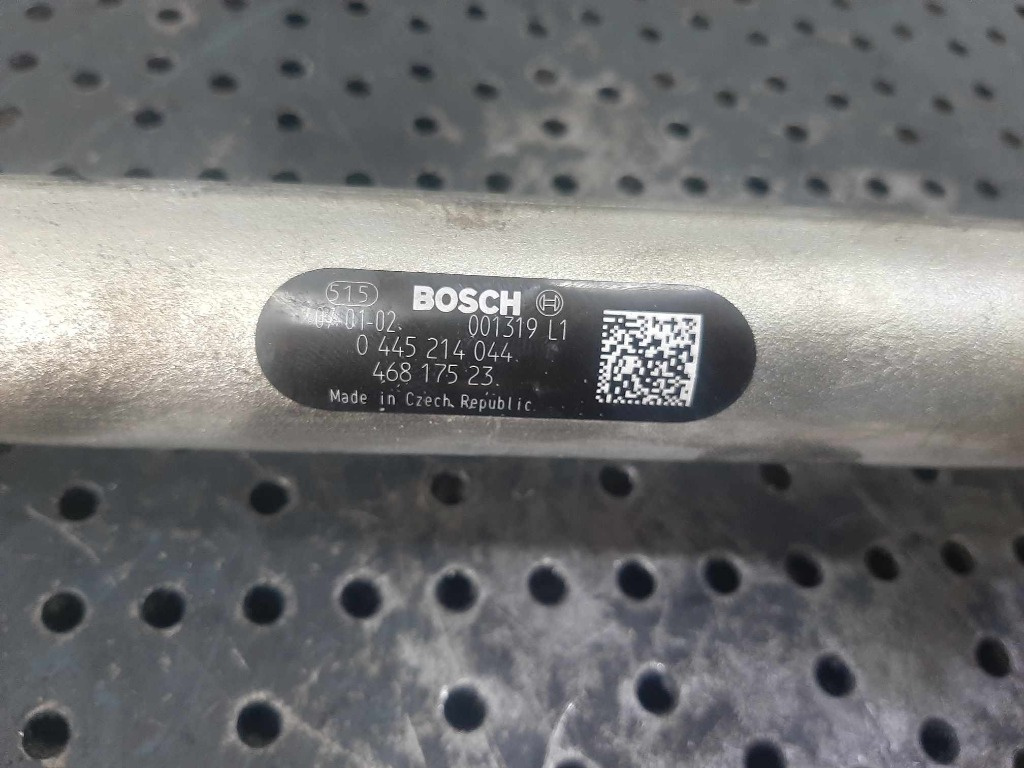 515 BOSCH
01-02. 001319 L1
0 445 214 044.
468 175 23.
Made in Czech Republic